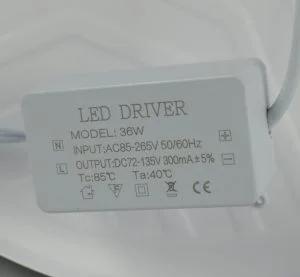 LED DRIVER
MODEL: 36W
N INPUT:AC85-265V 50/60Hz +
L OUTPUT:DC72-135V 300mA±5% -
Tc:85℃ Ta:40℃
F CE